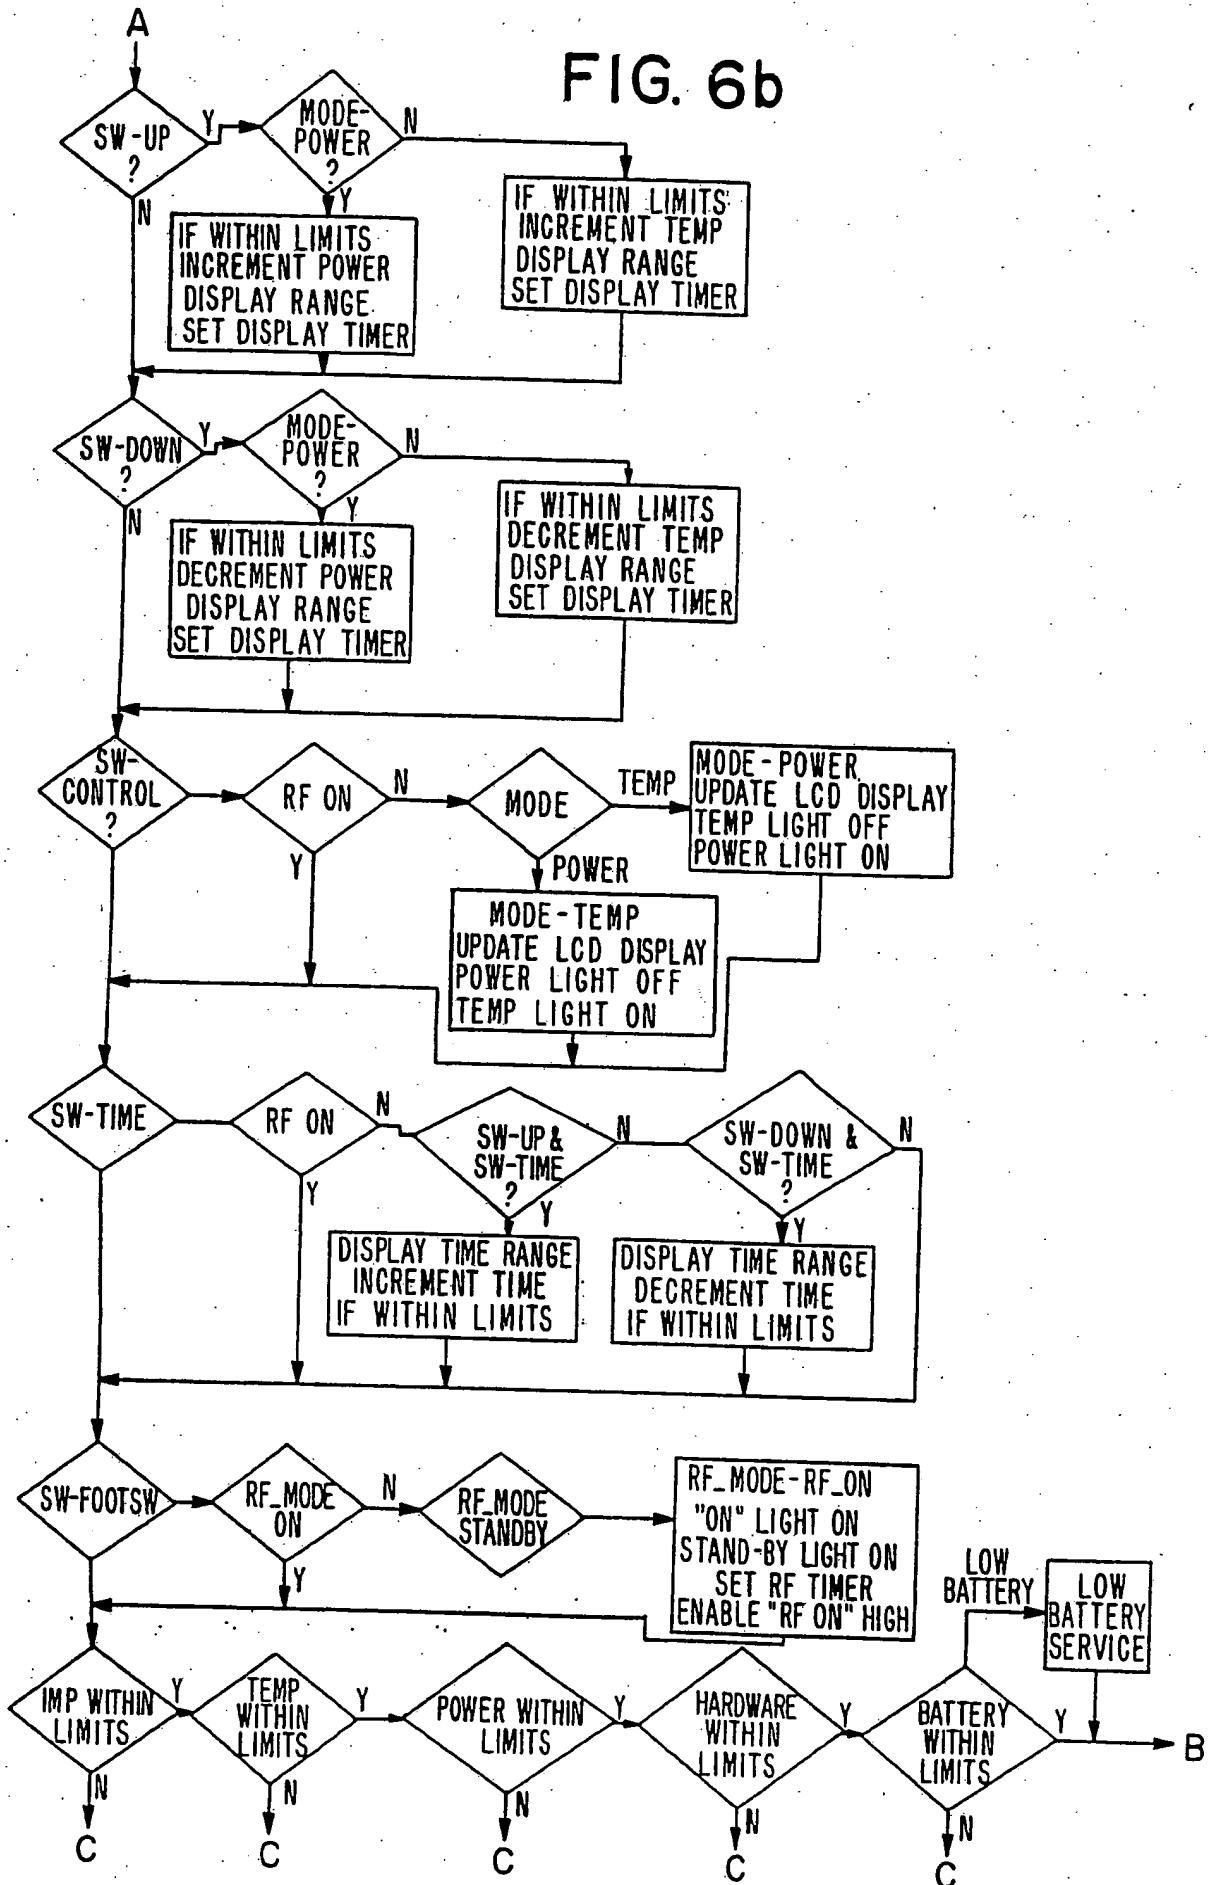 A
FIG. 6b
SW-UP
?
Y
N
MODE-
POWER
?
N
Y
IF WITHIN LIMITS
INCREMENT POWER
DISPLAY RANGE
SET DISPLAY TIMER
IF WITHIN LIMITS
INCREMENT TEMP
DISPLAY RANGE
SET DISPLAY TIMER
SW-DOWN
?
Y
N
MODE-
POWER
?
N
Y
IF WITHIN LIMITS
DECREMENT POWER
DISPLAY RANGE
SET DISPLAY TIMER
IF WITHIN LIMITS
DECREMENT TEMP
DISPLAY RANGE
SET DISPLAY TIMER
SW-
CONTROL
?
RF ON
N
Y
MODE
TEMP
POWER
MODE-POWER
UPDATE LCD DISPLAY
TEMP LIGHT OFF
POWER LIGHT ON
MODE-TEMP
UPDATE LCD DISPLAY
POWER LIGHT OFF
TEMP LIGHT ON
SW-TIME
RF ON
N
Y
SW-UP &
SW-TIME
?
N
Y
SW-DOWN &
SW-TIME
?
N
Y
DISPLAY TIME RANGE
INCREMENT TIME
IF WITHIN LIMITS
DISPLAY TIME RANGE
DECREMENT TIME
IF WITHIN LIMITS
SW-FOOTSW
RF_MODE
ON
N
Y
RF_MODE
STANDBY
RF_MODE-RF_ON
"ON" LIGHT ON
STAND-BY LIGHT ON
SET RF TIMER
ENABLE "RF ON" HIGH
LOW
BATTERY
LOW
BATTERY
SERVICE
IMP WITHIN
LIMITS
Y
N
C
TEMP
WITHIN
LIMITS
Y
N
C
POWER WITHIN
LIMITS
Y
N
C
HARDWARE
WITHIN
LIMITS
Y
N
C
BATTERY
WITHIN
LIMITS
Y
N
C
B